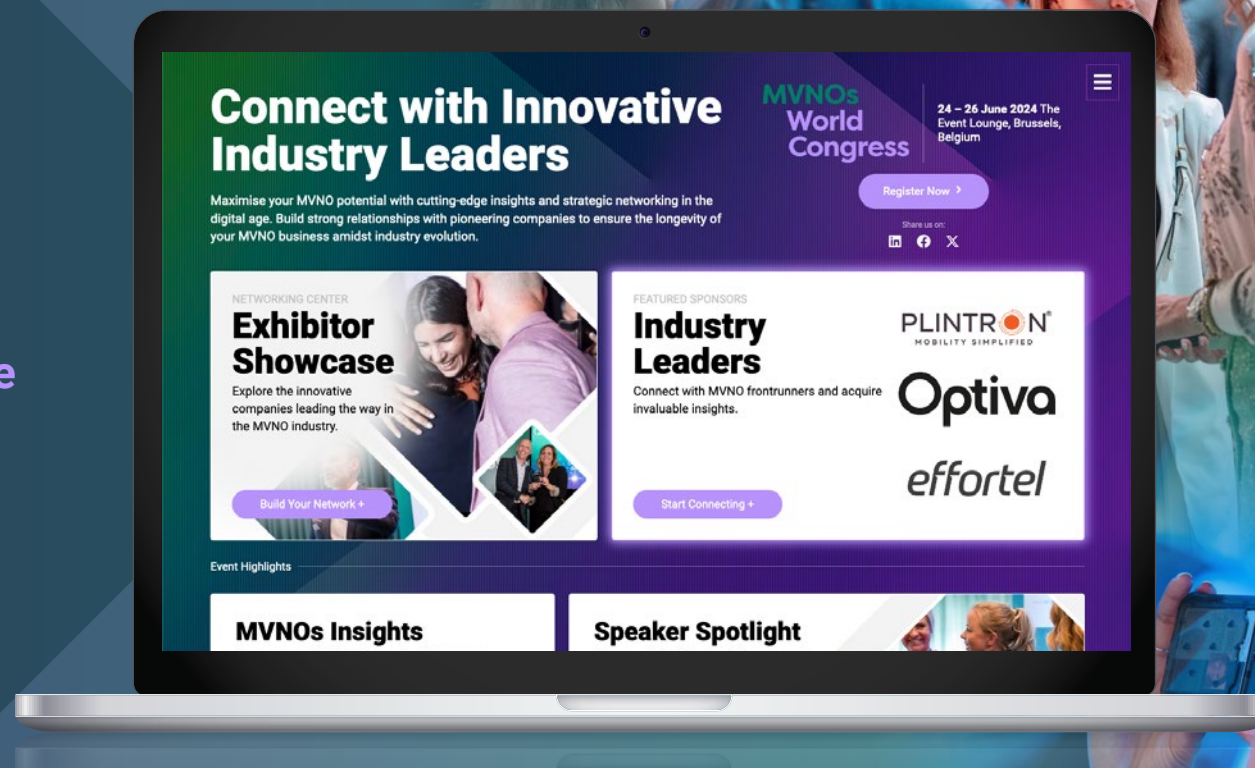 e
Connect with Innovative
Industry Leaders
Maximise your MVNO potential with cutting-edge insights and strategic networking in the
digital age. Build strong relationships with pioneering companies to ensure the longevity of
your MVNO business amidst industry evolution.
MVNOs
World
Congress
24 – 26 June 2024 The
Event Lounge, Brussels,
Belgium
Register Now
Share us on:
NETWORKING CENTER
Exhibitor
Showcase
Explore the innovative
companies leading the way in
the MVNO industry.
Build Your Network +
FEATURED SPONSORS
Industry
Leaders
Connect with MVNO frontrunners and acquire
invaluable insights.
Start Connecting +
PLINTRON®
MOBILITY SIMPLIFIED
Optiva
effortel
Event Highlights
MVNOs Insights
Speaker Spotlight